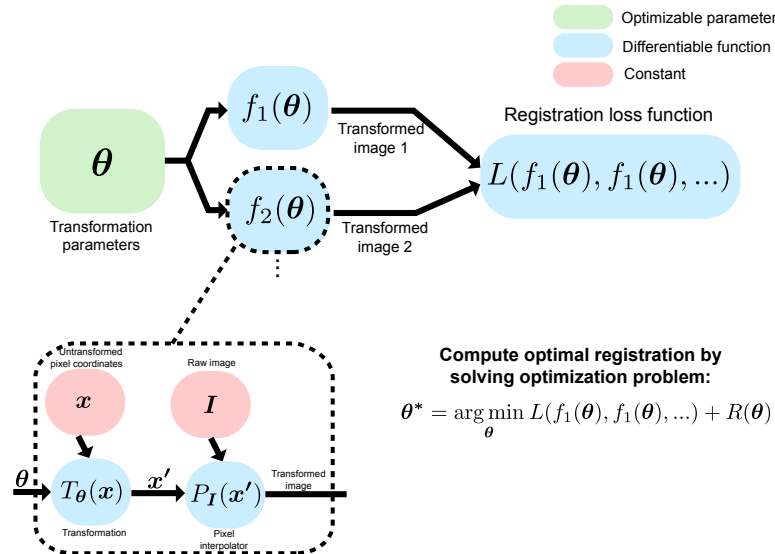 Optimizable parameter
Differentiable function
Constant
θ
Transformation
parameters
f₁(θ)
Transformed
image 1
f₂(θ)
Transformed
image 2
Registration loss function
L(f₁(θ), f₁(θ), ...)
Untransformed
pixel coordinates
x
Raw image
I
θ
T_θ(x)
Transformation
x′
P_I(x′)
Pixel
interpolator
Transformed
image
Compute optimal registration by
solving optimization problem:
θ* = arg min L(f₁(θ), f₁(θ), ...) + R(θ)
θ